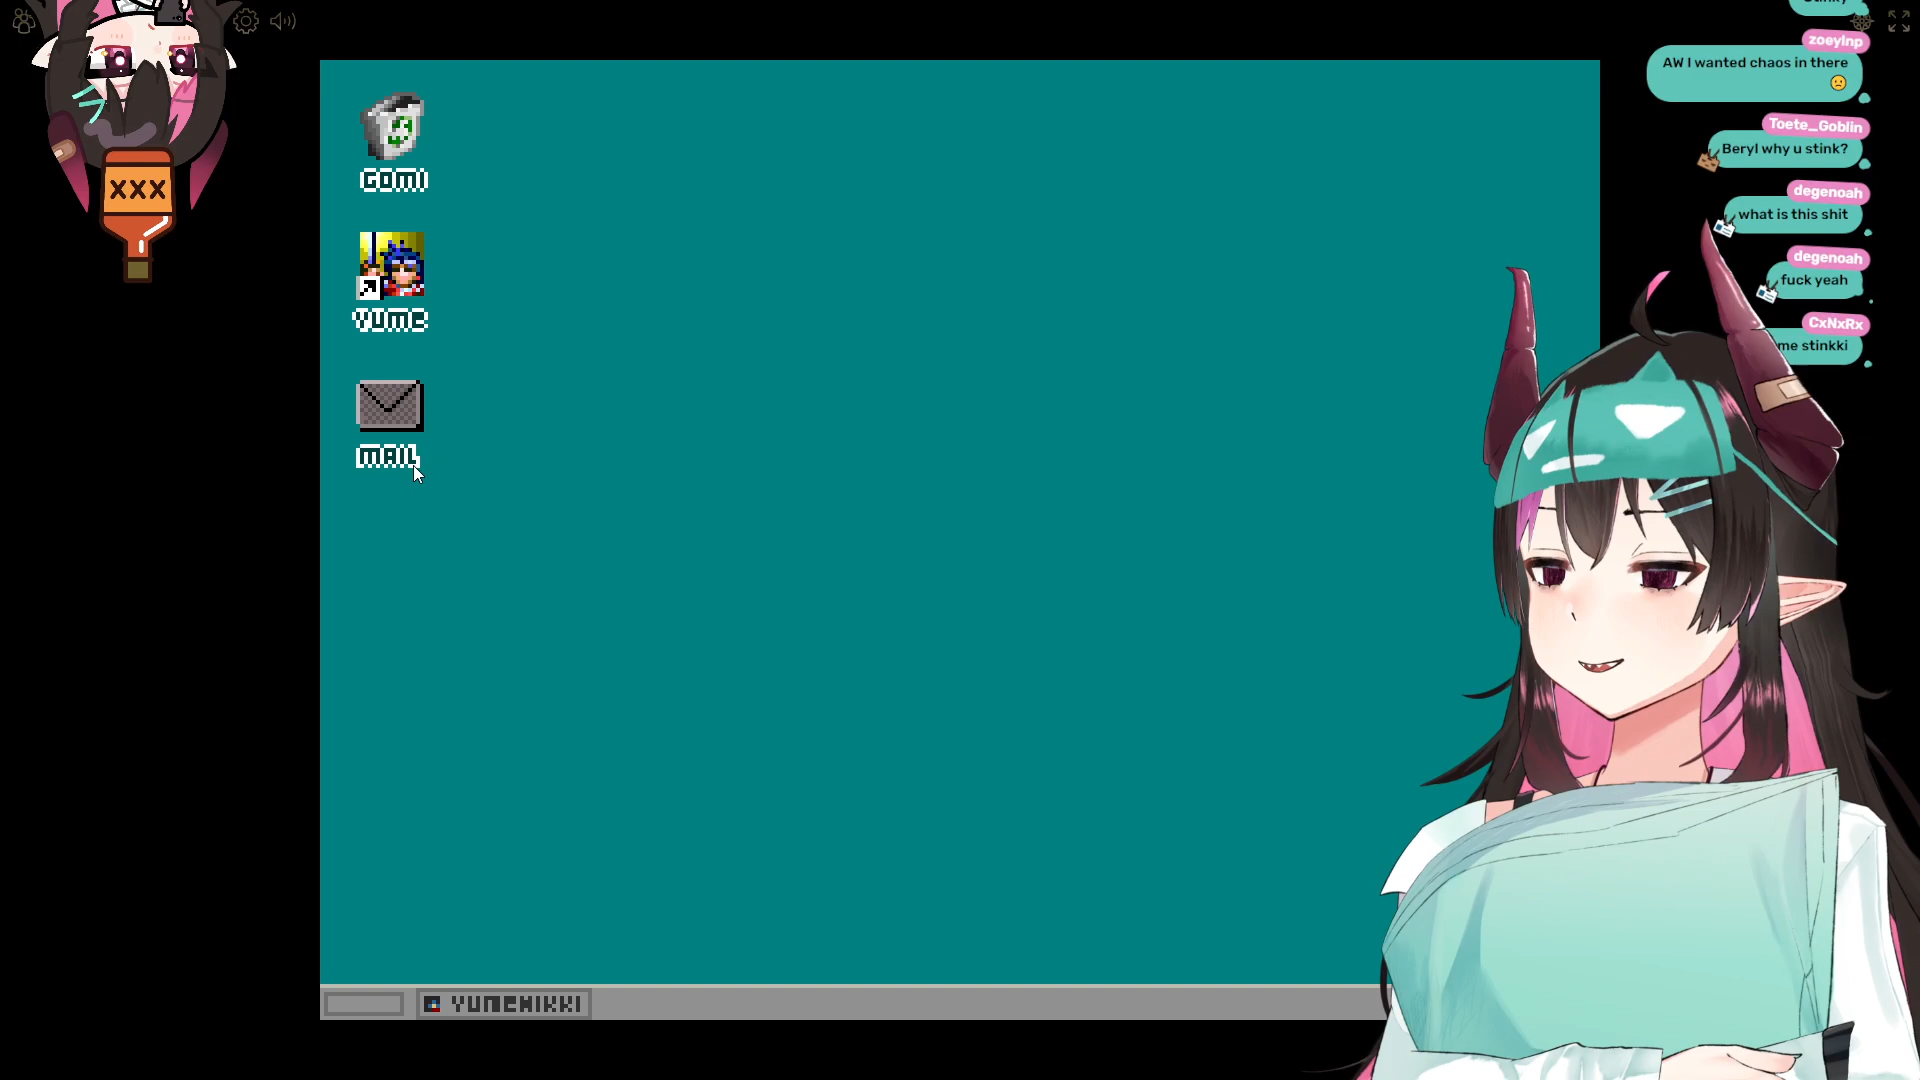 XXX
GOMI
YUME
MAIL
YUMENIKKI
zoeylnp
AW I wanted chaos in there
Toete_Goblin
Beryl why u stink?
degenoah
what is this shit
degenoah
fuck yeah
CxNxRx
me stinkki